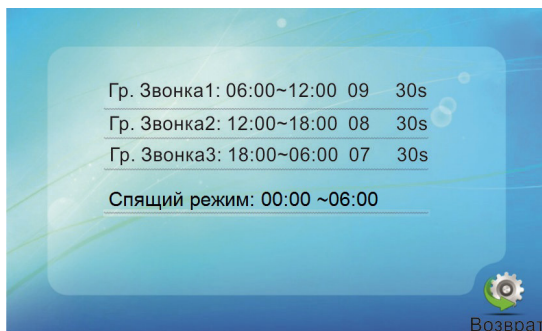 Гр. Звонка1: 06:00~12:00 09 30s
Гр. Звонка2: 12:00~18:00 08 30s
Гр. Звонка3: 18:00~06:00 07 30s
Спящий режим: 00:00 ~06:00
Возврат